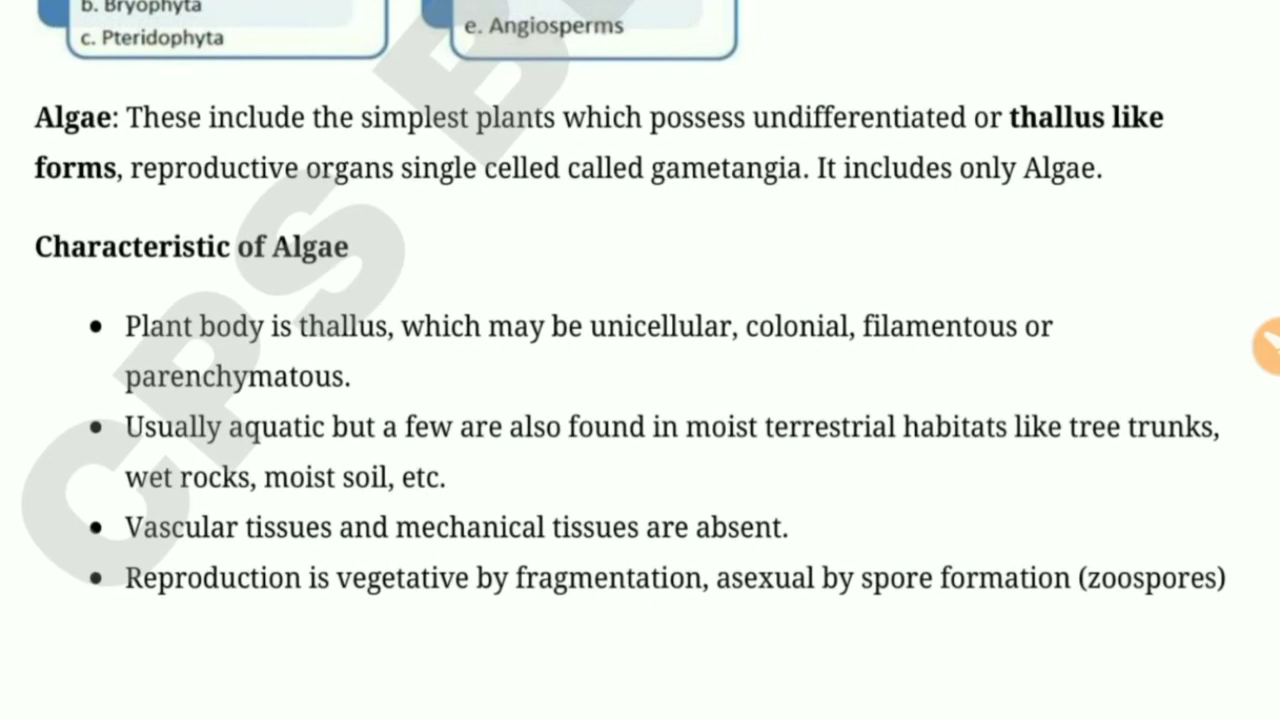 b. Bryophyta
c. Pteridophyta
e. Angiosperms
Algae: These include the simplest plants which possess undifferentiated or thallus like
forms, reproductive organs single celled called gametangia. It includes only Algae.
Characteristic of Algae
• Plant body is thallus, which may be unicellular, colonial, filamentous or
parenchymatous.
• Usually aquatic but a few are also found in moist terrestrial habitats like tree trunks,
wet rocks, moist soil, etc.
• Vascular tissues and mechanical tissues are absent.
• Reproduction is vegetative by fragmentation, asexual by spore formation (zoospores)
CPS